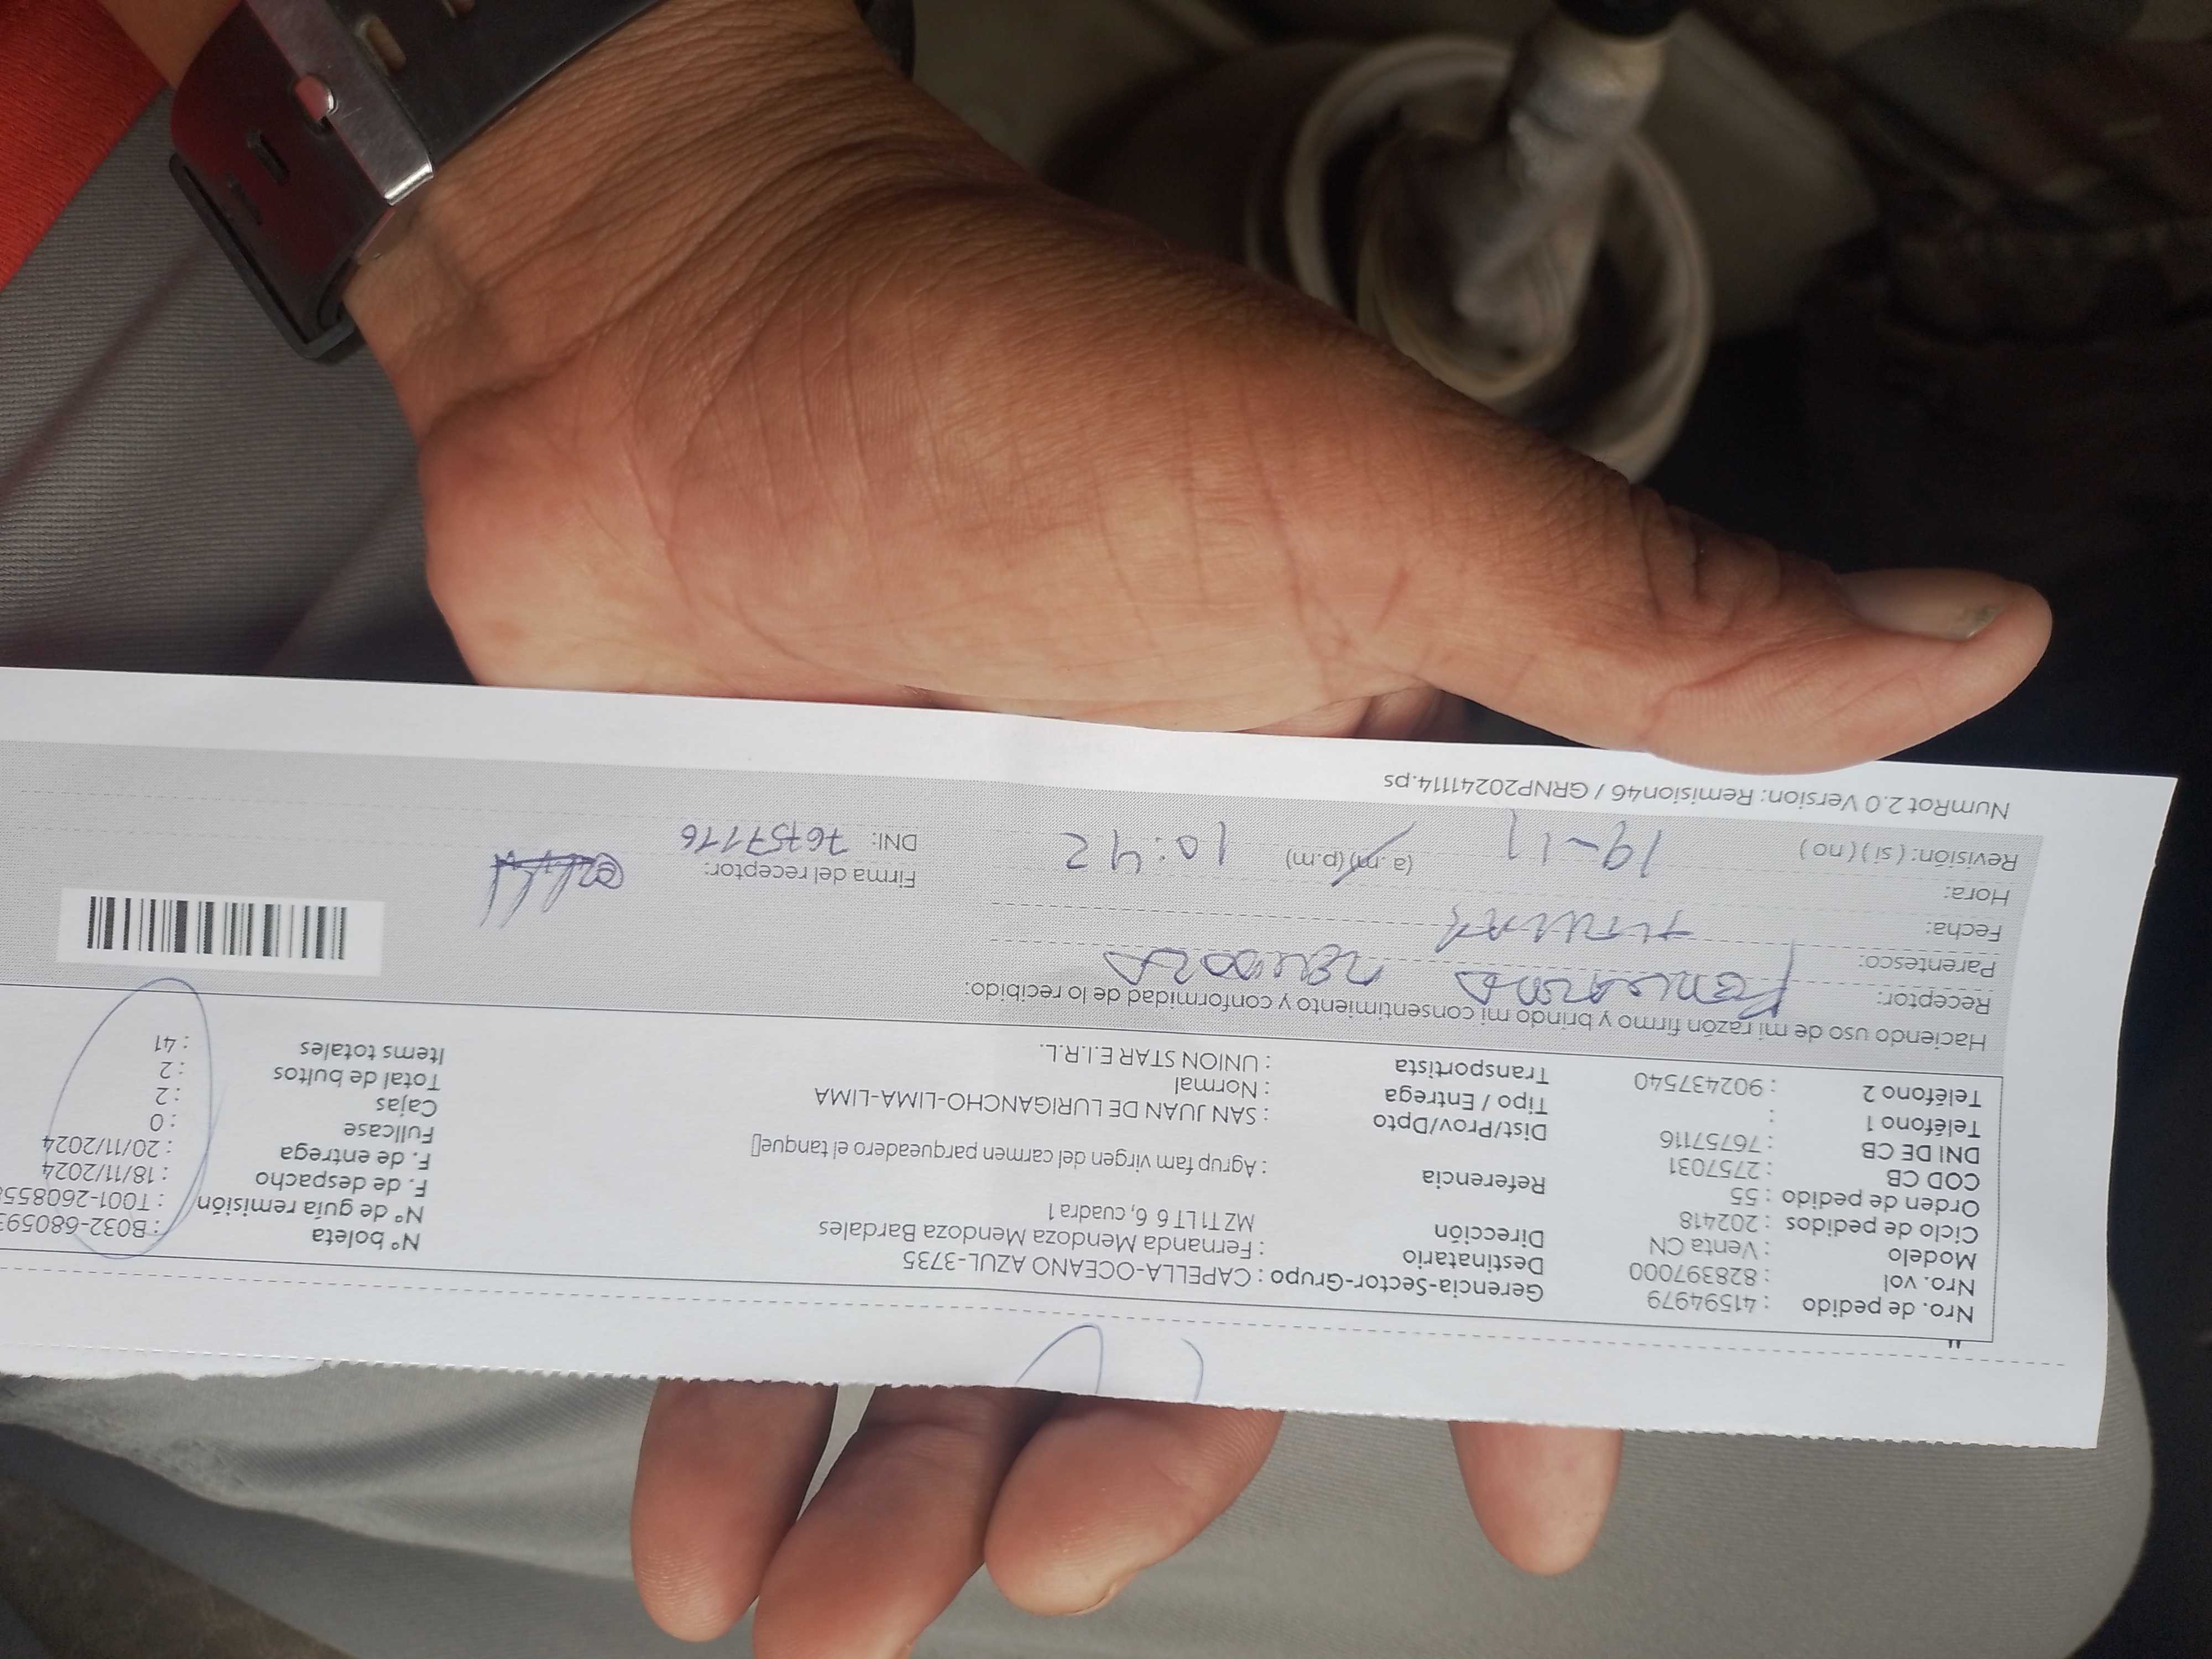 Nro. de pedido : 41594979 Gerencia-Sector-Grupo : CAPELLA-OCEANO AZUL-3735 N° boleta : B032-680593
Nro. vol : 828397000 Destinatario : Fernanda Mendoza Mendoza Bardales N° de guía remisión : T001-260855
Modelo : Venta CN Dirección MZ T1 LT 6 6, cuadra 1 F. de despacho : 18/11/2024
Ciclo de pedidos : 202418 F. de entrega : 20/11/2024
Orden de pedido : 55 Referencia : Agrup fam virgen del carmen parqueadero el tanque[] Fullcase : 0
COD CB : 2757031 Cajas : 2
DNI DE CB : 76757116 Dist/Prov/Dpto : SAN JUAN DE LURIGANCHO-LIMA-LIMA Total de bultos : 2
Teléfono 1 : Tipo / Entrega : Normal Items totales : 41
Teléfono 2 : 902437540 Transportista : UNION STAR E.I.R.L.
Haciendo uso de mi razón firmo y brindo mi consentimiento y conformidad de lo recibido:
Receptor:
Parentesco:
Fecha: Firma del receptor:
Hora: 19-11 (a.m)(p.m) 10:42 DNI: 76757116
Revisión: ( si ) ( no )
NumRot 2.0 Version: Remision46 / GRNP20241114.ps